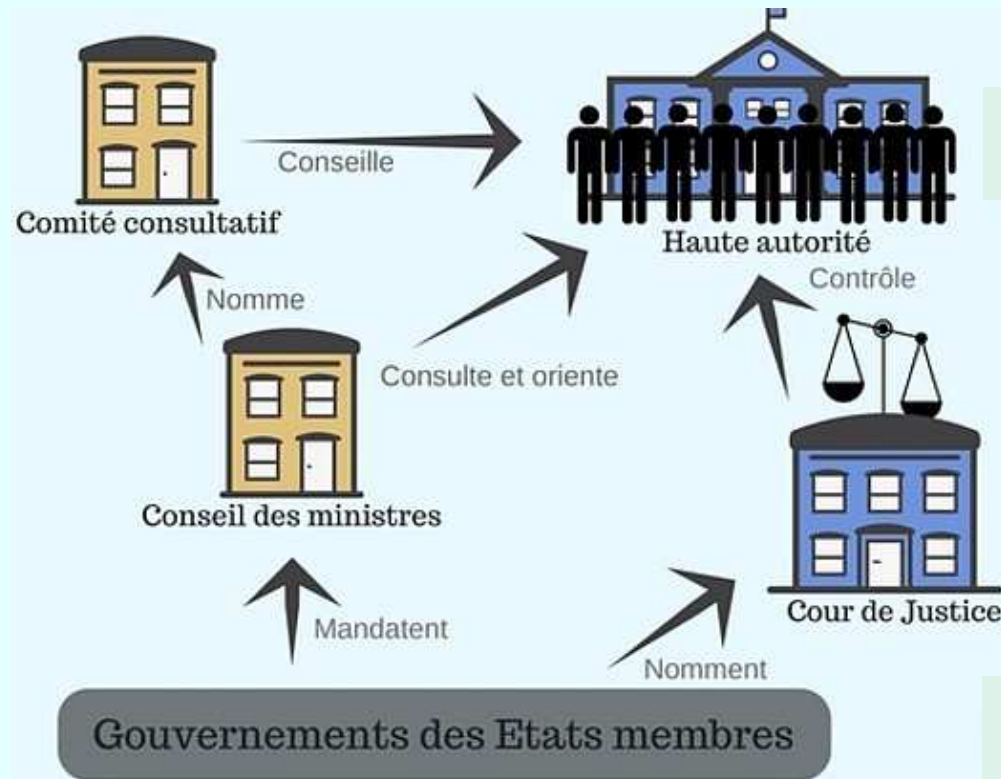 Conseille
Comité consultatif
Haute autorité
Nomme
Contrôle
Consulte et oriente
Conseil des ministres
Cour de Justice
Mandatent
Nomment
Gouvernements des Etats membres